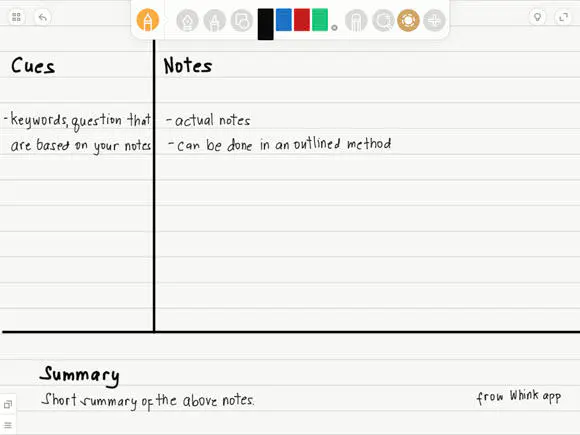 Cues
Notes
-keywords, question that
are based on your notes
- actual notes
- can be done in an outlined method
Summary
Short summary of the above notes.
from Whink app